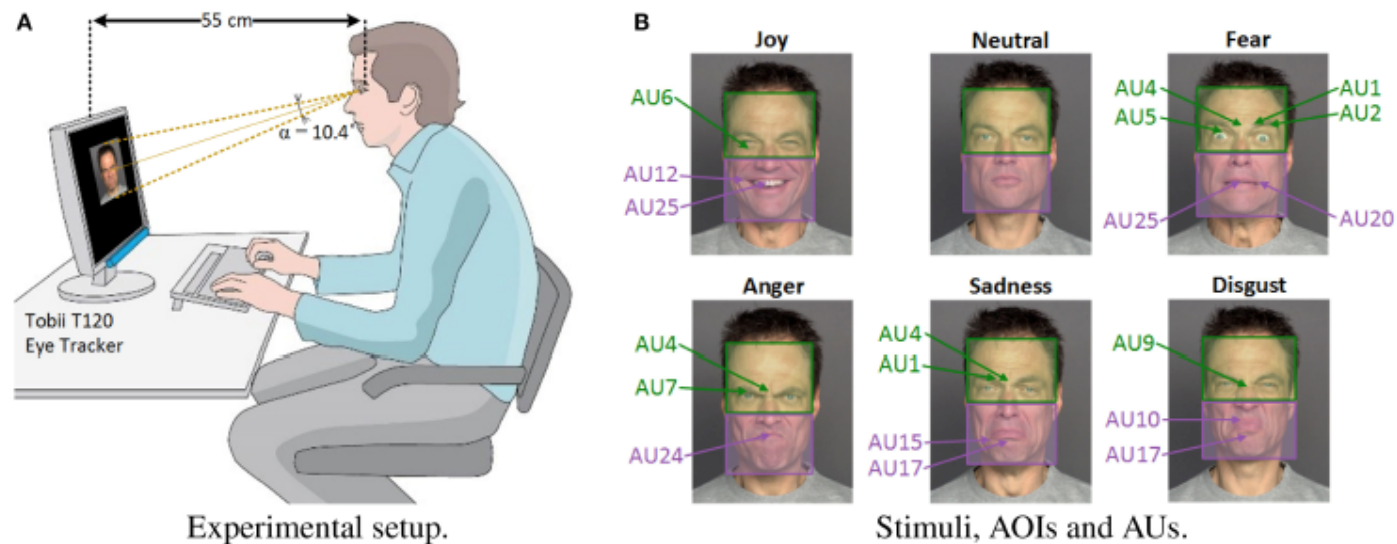 A
55 cm
α = 10.4°
Tobii T120
Eye Tracker
Experimental setup.
B
Joy
AU6
AU12
AU25
Neutral
Fear
AU4
AU1
AU5
AU2
AU25
AU20
Anger
AU4
AU7
AU24
Sadness
AU4
AU1
AU15
AU17
Disgust
AU9
AU10
AU17
Stimuli, AOIs and AUs.